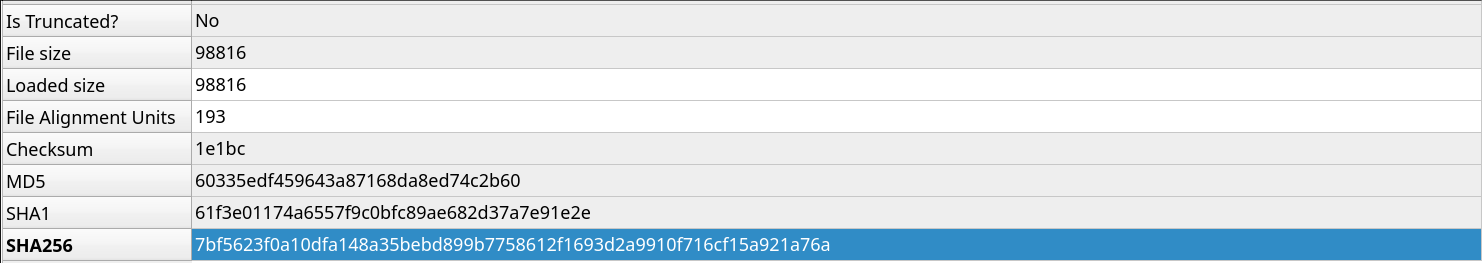 Is Truncated? No
File size 98816
Loaded size 98816
File Alignment Units 193
Checksum 1e1bc
MD5 60335edf459643a87168da8ed74c2b60
SHA1 61f3e01174a6557f9c0bfc89ae682d37a7e91e2e
SHA256 7bf5623f0a10dfa148a35bebd899b7758612f1693d2a9910f716cf15a921a76a